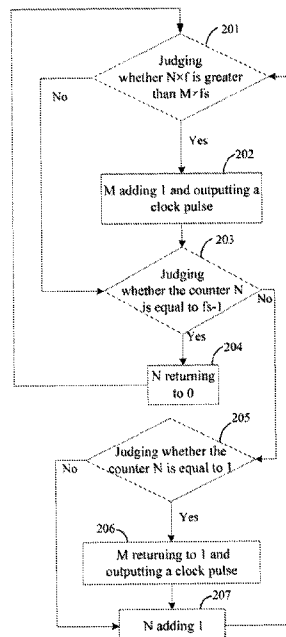 201
Judging
whether N×f is greater
than M×fs
No
Yes
202
M adding 1 and outputting a
clock pulse
203
Judging
whether the counter N
is equal to fs-1
No
Yes
204
N returning
to 0
205
Judging whether the
counter N is equal to 1
No
Yes
206
M returning to 1 and
outputting a clock pulse
207
N adding 1